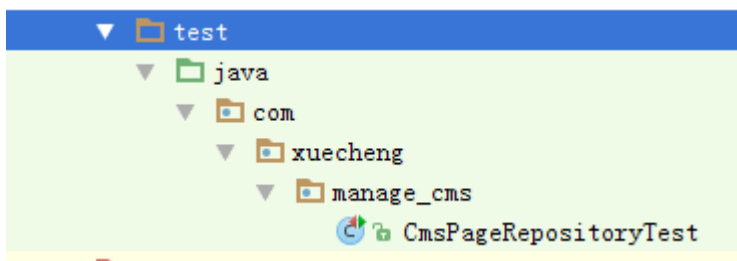 test
java
com
xuecheng
manage_cms
CmsPageRepositoryTest